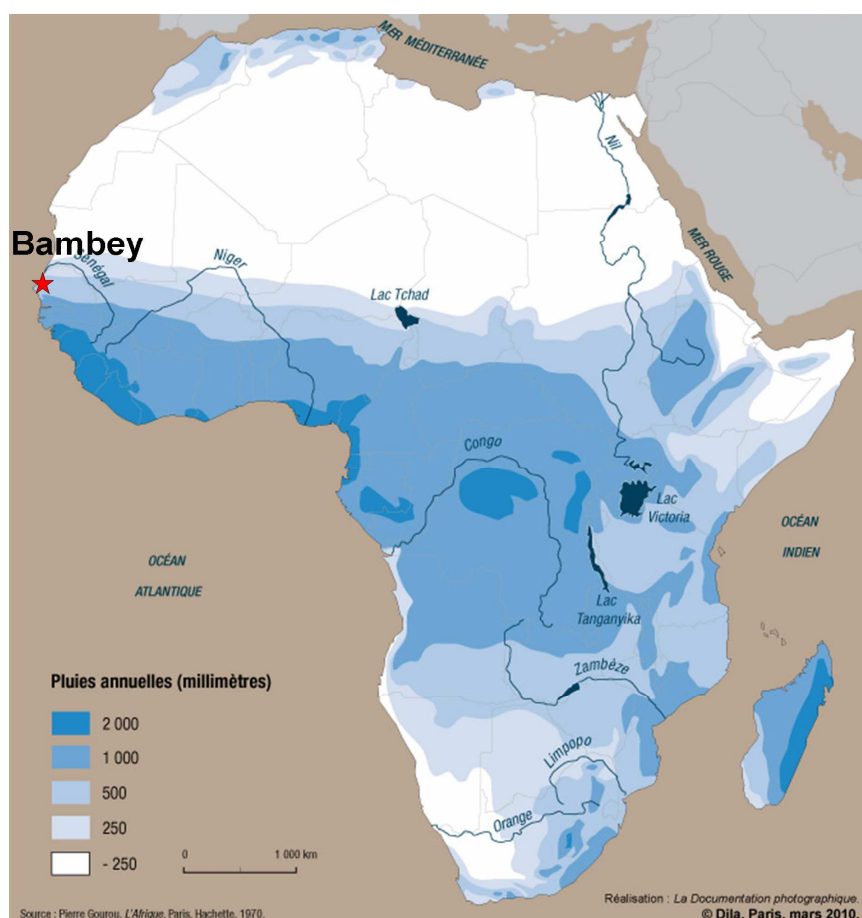 MER MÉDITERRANÉE
Nil
MER ROUGE
Bambey
Sénégal
Niger
Lac Tchad
Congo
Lac
Victoria
OCÉAN
INDIEN
OCÉAN
ATLANTIQUE
Lac
Tanganyika
Zambèze
Limpopo
Orange
Pluies annuelles (millimètres)
2 000
1 000
500
250
- 250
0 1 000 km
Réalisation : La Documentation photographique.
Source : Pierre Gourou, L'Afrique, Paris, Hachette, 1970.
© Dila, Paris, mars 2010.